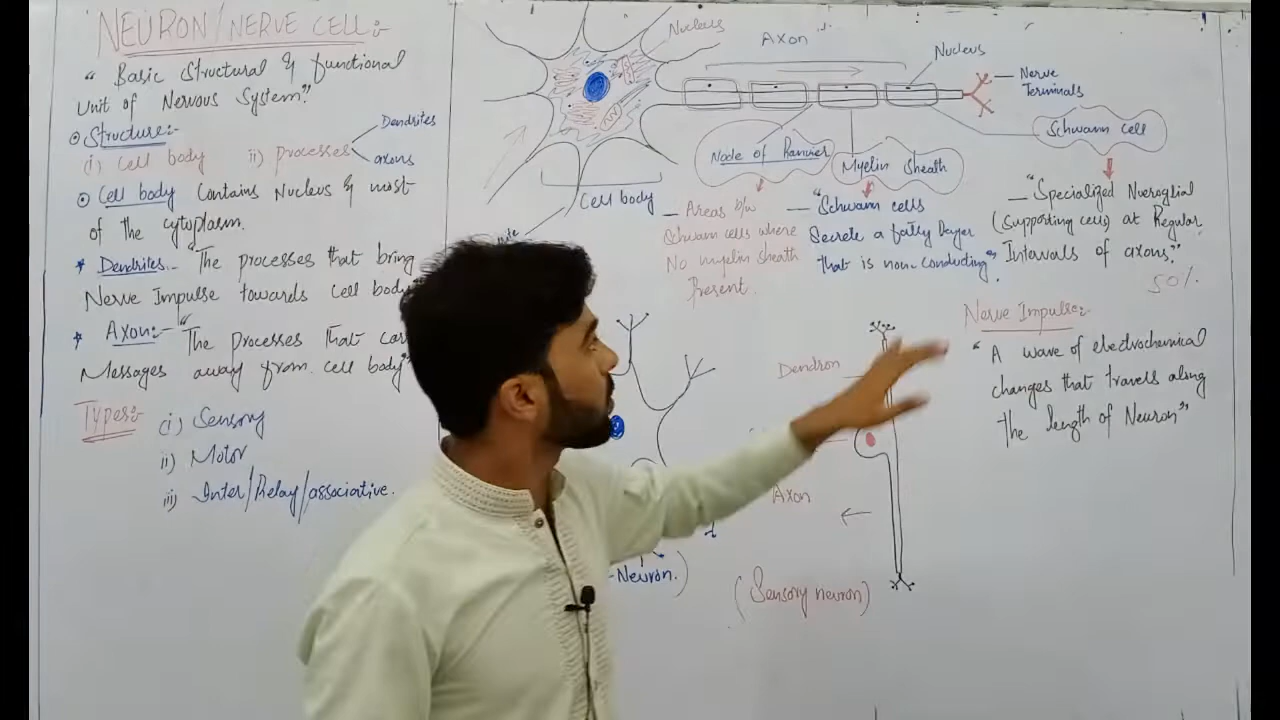 NEURON/NERVE CELL:-
" Basic Structural & functional
Unit of Nervous System."
Structure:-
(i) Cell body ii) processes
Dendrites
axons
Cell body Contains Nucleus & most
of the cytoplasm.
* Dendrites:- "The processes that bring
Nerve Impulse towards Cell body
* Axon:- "The Processes that
Messages away from cell body"
Types:-
(i) Sensory
ii) Motor
iii) Inter/Relay/associative.
Nucleus
Axon
Nucleus
Nerve
Terminals
Schwann cell
Node of Ranvier
Myelin Sheath
Cell body
_ Areas b/w
Schwann cells where
No myelin sheath
Present.
_ "Schwann cells
Secrete a fatty layer
that is non-conducting"
_ "Specialized Nueroglial
(supporting cells) at Regular
Intervals of axons."
50%
Nerve Impulse:-
" A wave of electrochemical
changes that travels along
the length of Neuron"
Dendron
Axon
-Neuron.)
(Sensory neuron)